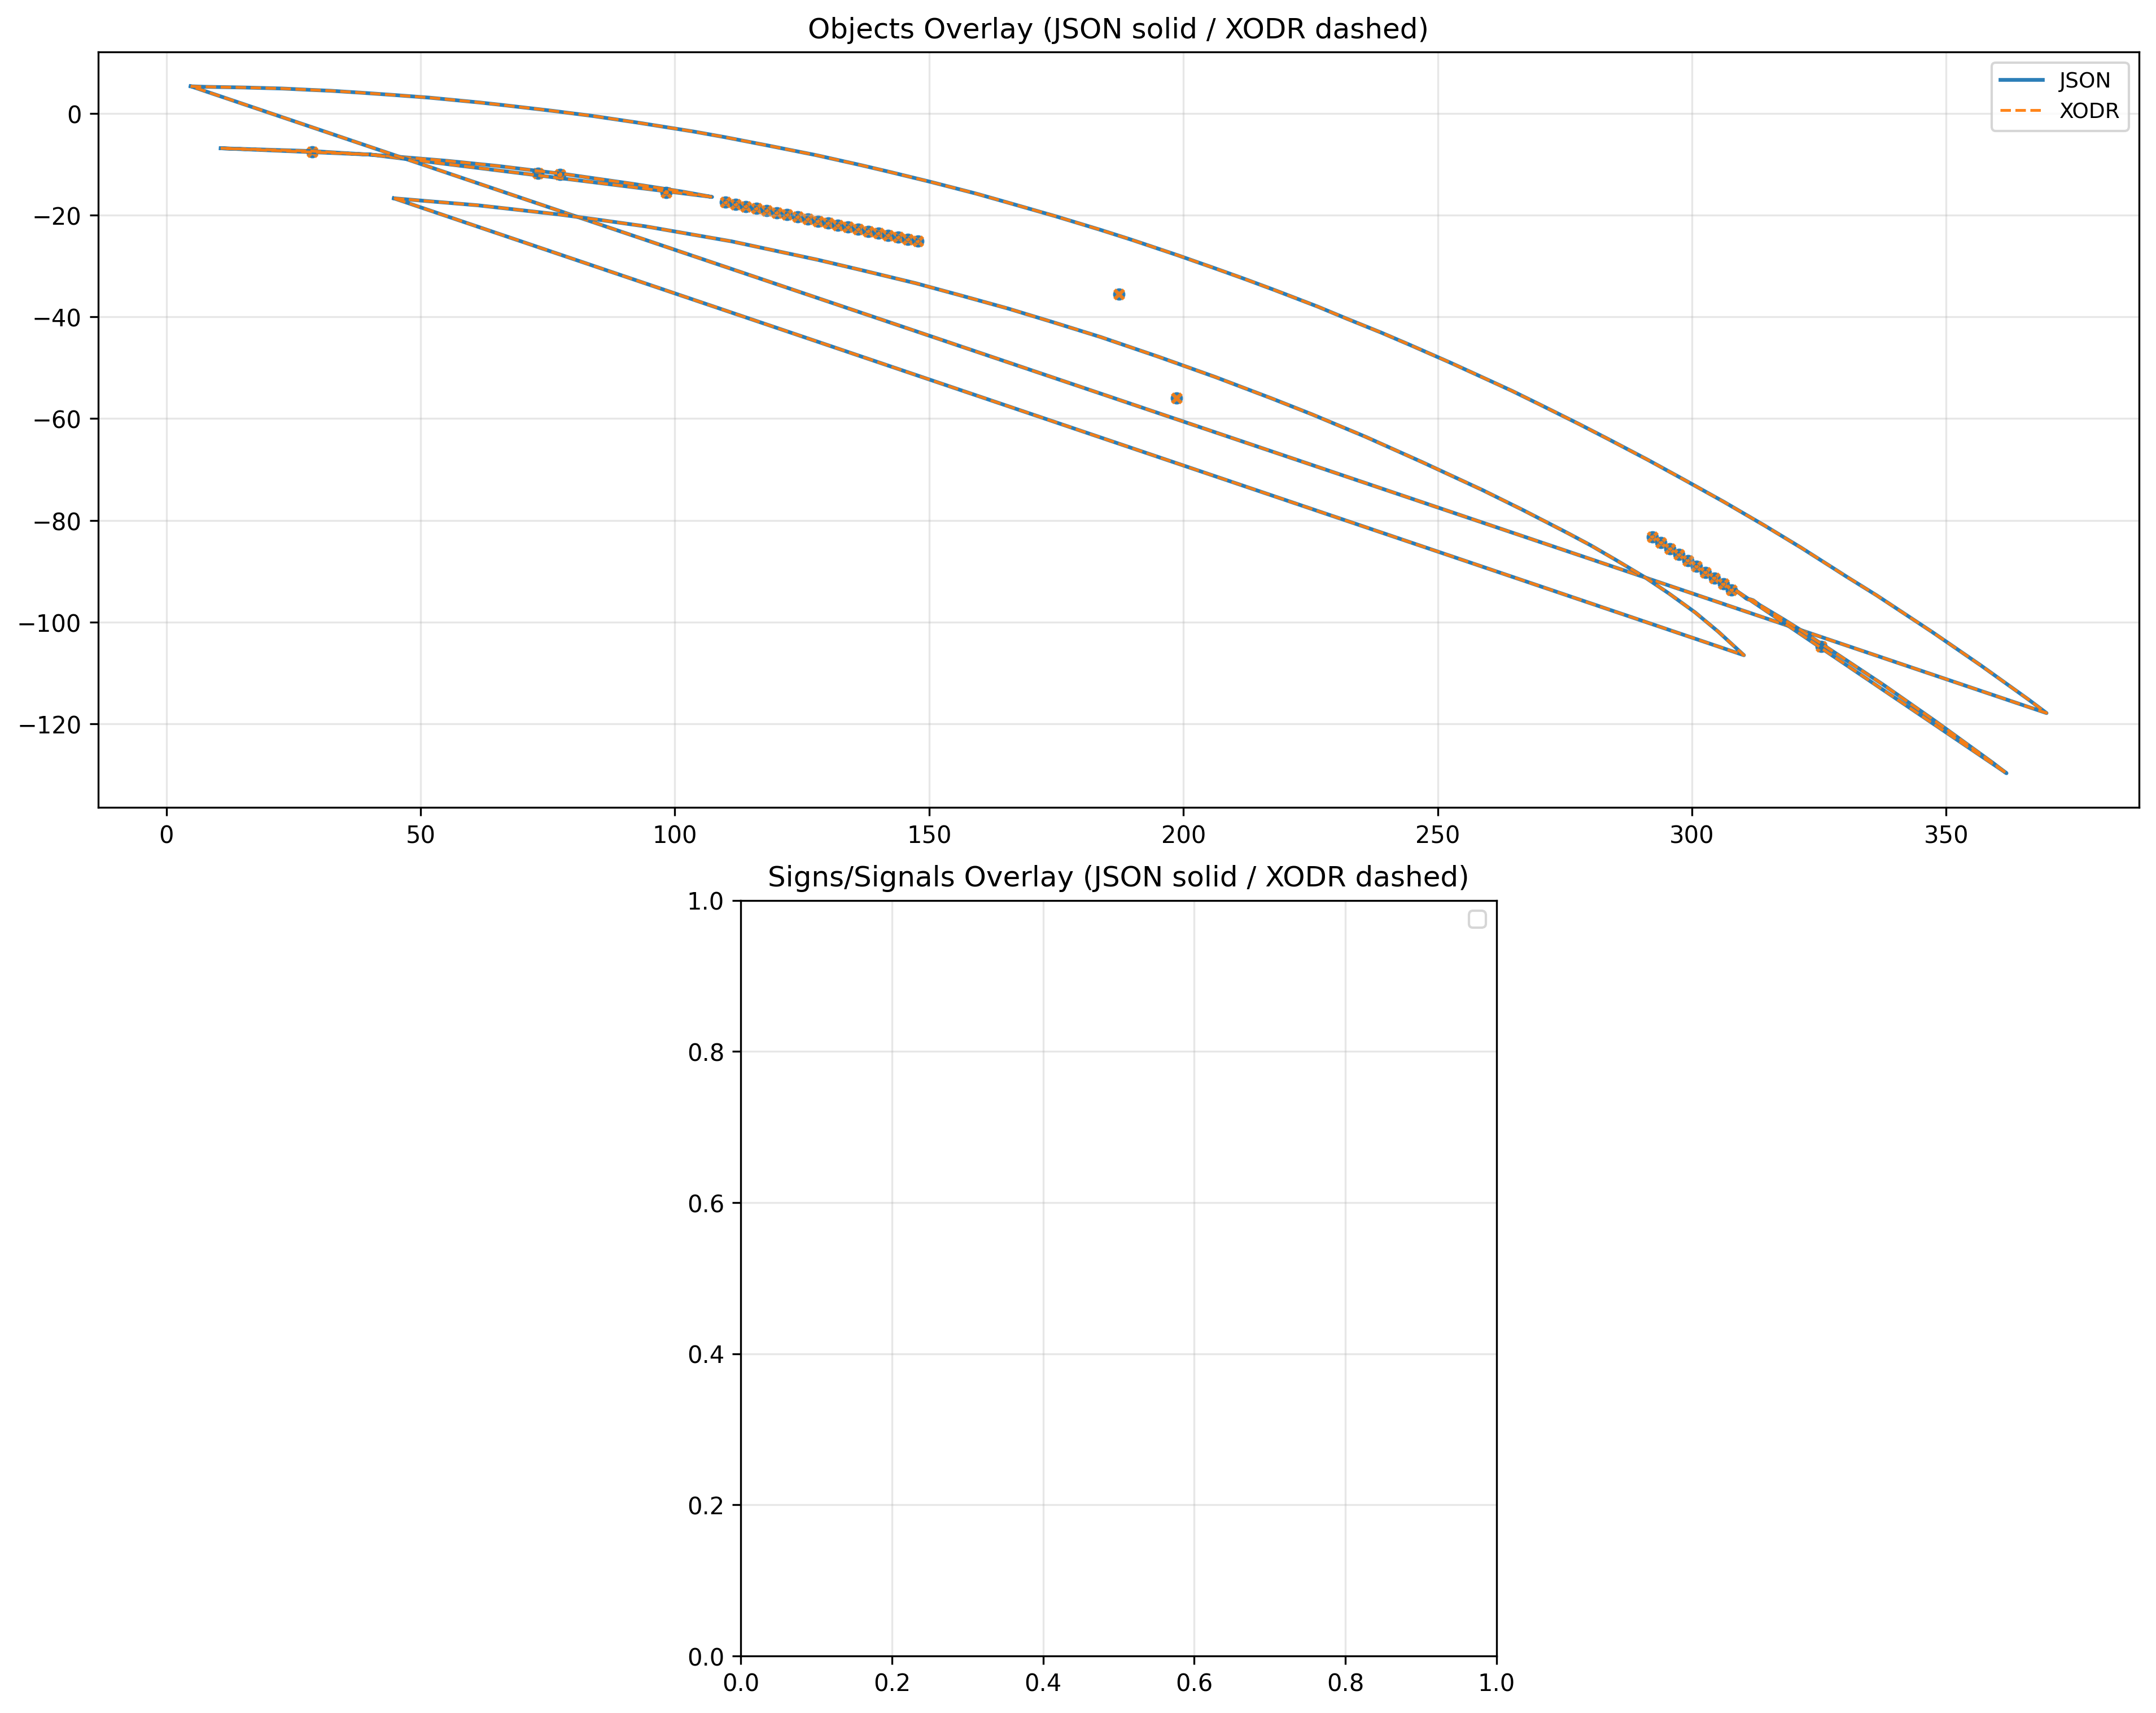 Objects Overlay (JSON solid / XODR dashed)
JSON
XODR
0
−20
−40
−60
−80
−100
−120
0 50 100 150 200 250 300 350
Signs/Signals Overlay (JSON solid / XODR dashed)
1.0
0.8
0.6
0.4
0.2
0.0
0.0 0.2 0.4 0.6 0.8 1.0